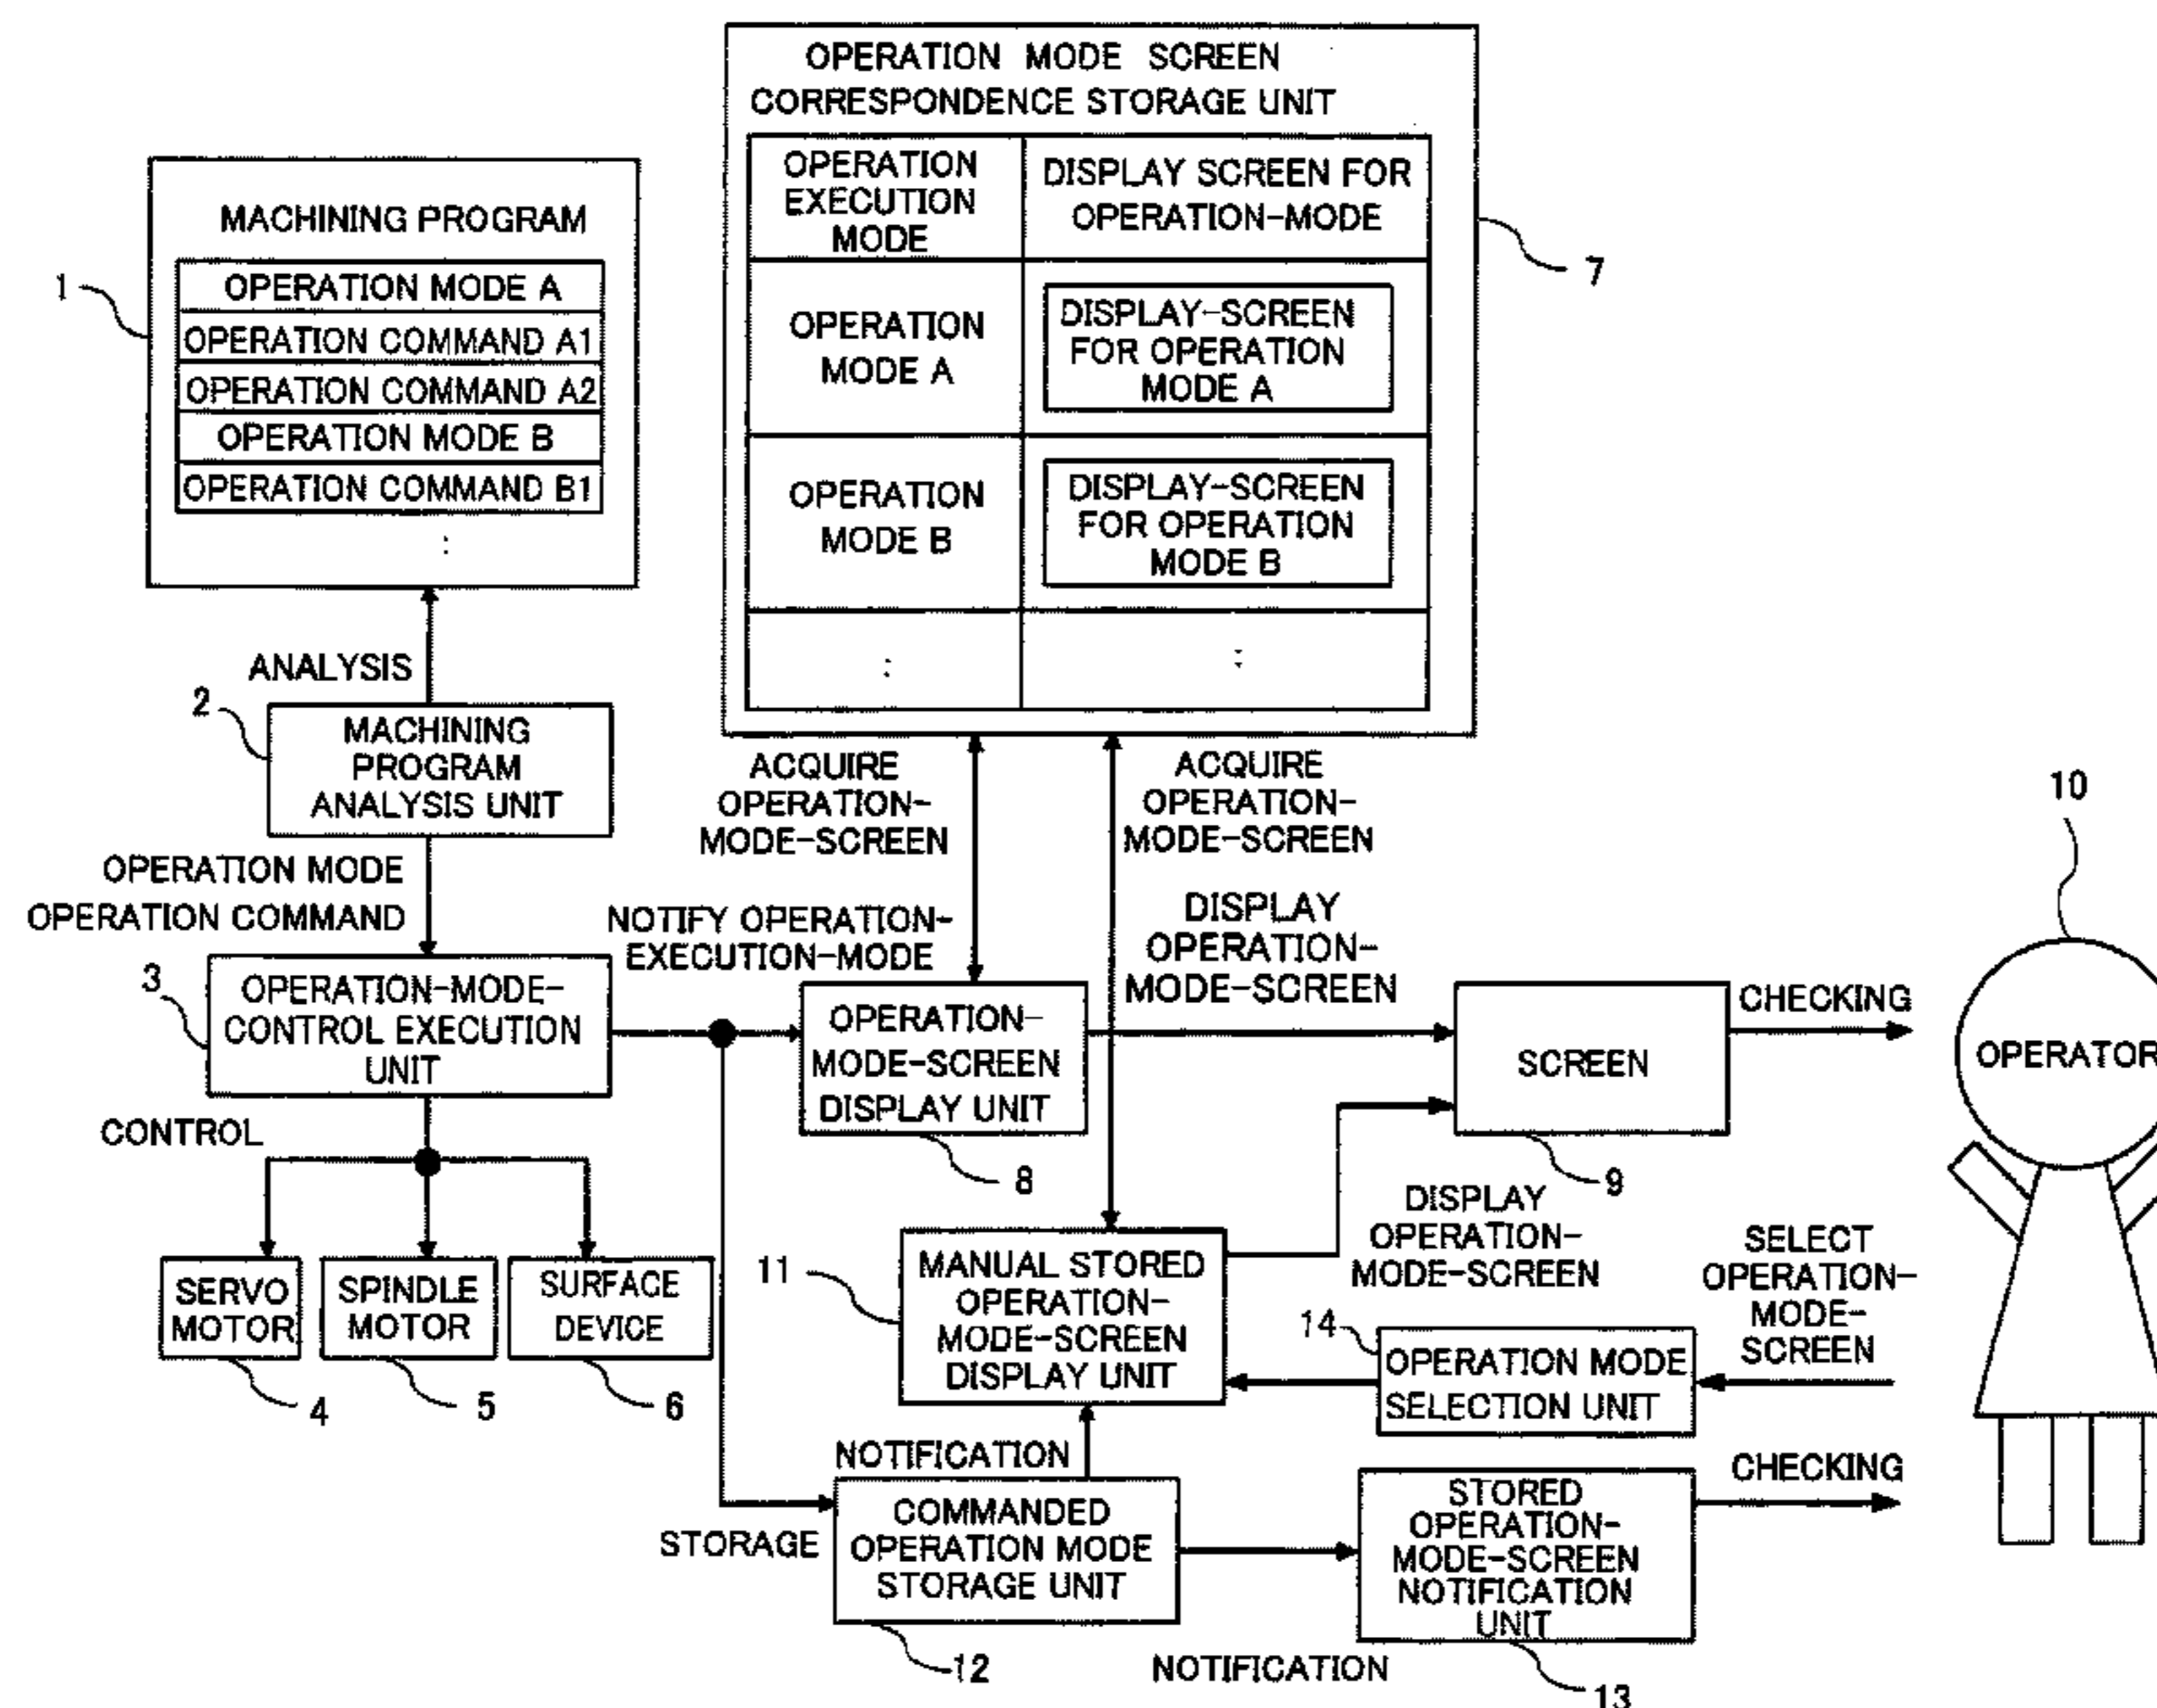 OPERATION MODE SCREEN
CORRESPONDENCE STORAGE UNIT
OPERATION
EXECUTION
MODE
DISPLAY SCREEN FOR
OPERATION-MODE
OPERATION
MODE A
DISPLAY-SCREEN
FOR OPERATION
MODE A
OPERATION
MODE B
DISPLAY-SCREEN
FOR OPERATION
MODE B
:
:
7
MACHINING PROGRAM
OPERATION MODE A
OPERATION COMMAND A1
OPERATION COMMAND A2
OPERATION MODE B
OPERATION COMMAND B1
:
1
ANALYSIS
2
MACHINING
PROGRAM
ANALYSIS UNIT
OPERATION MODE
OPERATION COMMAND
3
OPERATION-MODE-
CONTROL EXECUTION
UNIT
CONTROL
SERVO
MOTOR
4
SPINDLE
MOTOR
5
SURFACE
DEVICE
6
ACQUIRE
OPERATION-
MODE-SCREEN
ACQUIRE
OPERATION-
MODE-SCREEN
NOTIFY OPERATION-
EXECUTION-MODE
OPERATION-
MODE-SCREEN
DISPLAY UNIT
8
DISPLAY
OPERATION-
MODE-SCREEN
SCREEN
9
CHECKING
10
OPERATOR
11
MANUAL STORED
OPERATION-
MODE-SCREEN
DISPLAY UNIT
DISPLAY
OPERATION-
MODE-SCREEN
14
OPERATION MODE
SELECTION UNIT
SELECT
OPERATION-
MODE-
SCREEN
NOTIFICATION
STORAGE
COMMANDED
OPERATION MODE
STORAGE UNIT
12
NOTIFICATION
STORED
OPERATION-
MODE-SCREEN
NOTIFICATION
UNIT
13
CHECKING